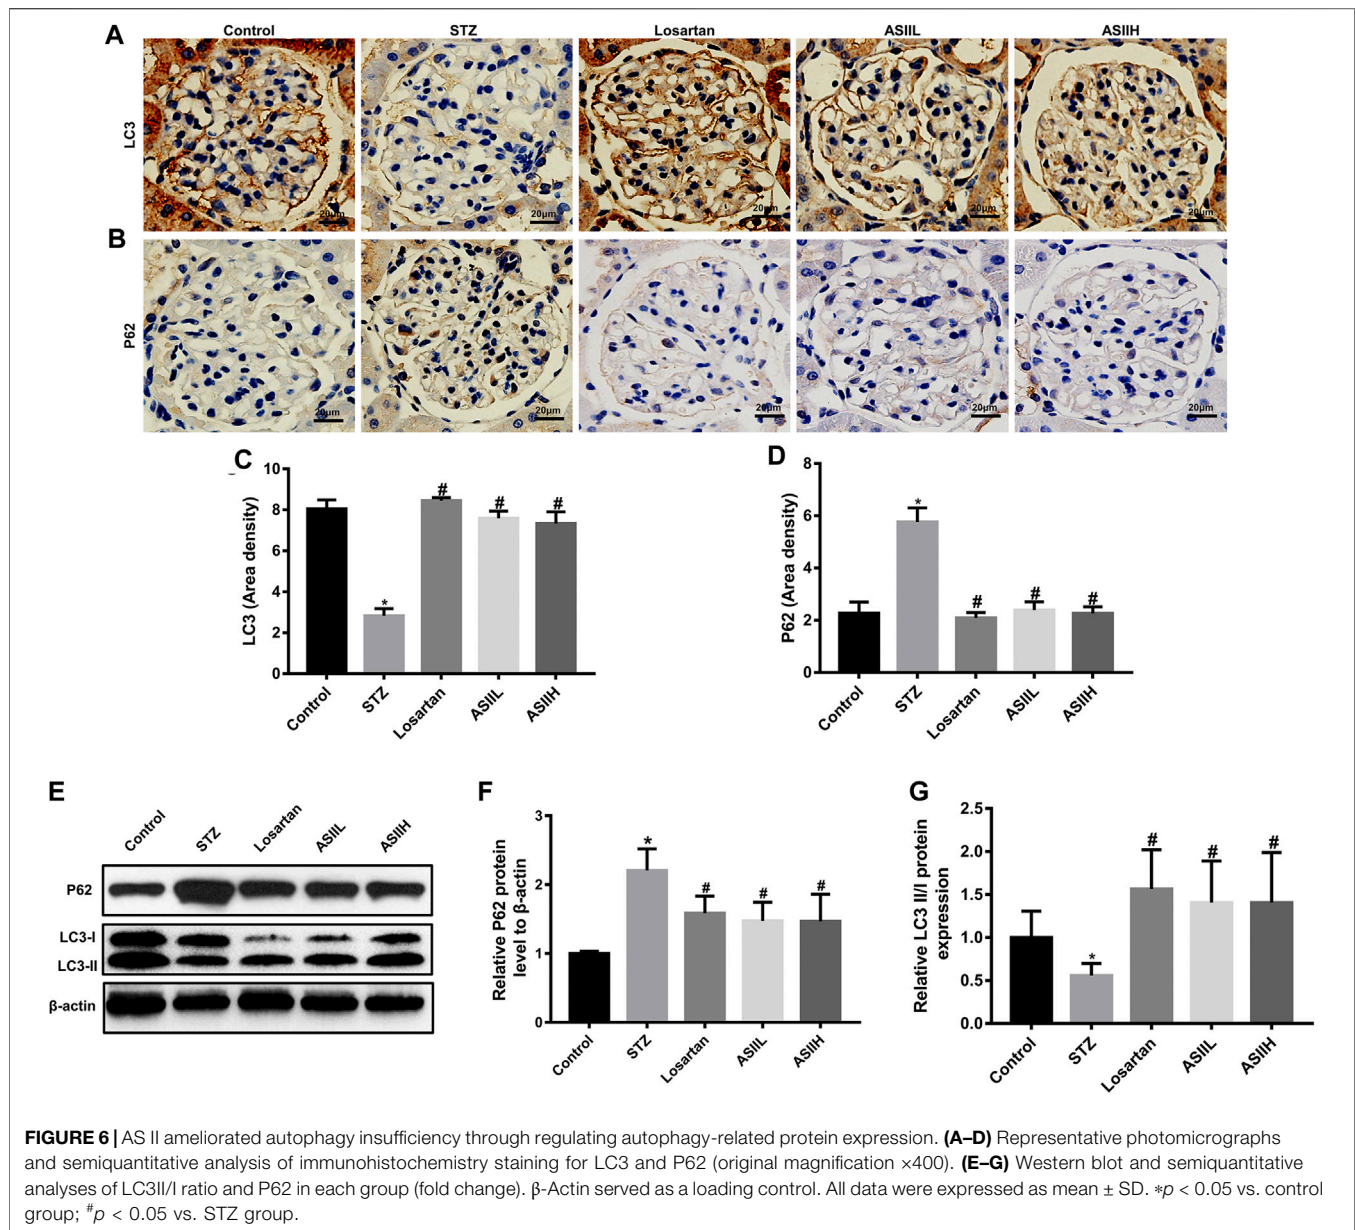 A
Control
STZ
Losartan
ASIIL
ASIIH
LC3
20μm
20μm
20μm
20μm
20μm
B
P62
20μm
20μm
20μm
20μm
20μm
C
LC3 (Area density)
10
8
6
4
2
0
*
#
#
#
Control
STZ
Losartan
ASIIL
ASIIH
D
P62 (Area density)
8
6
4
2
0
*
#
#
#
Control
STZ
Losartan
ASIIL
ASIIH
E
Control
STZ
Losartan
ASIIL
ASIIH
P62
LC3-I
LC3-II
β-actin
F
Relative P62 protein
level to β-actin
3
2
1
0
*
#
#
#
Control
STZ
Losartan
ASIIL
ASIIH
G
Relative LC3 II/I protein
expression
2.5
2.0
1.5
1.0
0.5
0.0
*
#
#
#
Control
STZ
Losartan
ASIIL
ASIIH
FIGURE 6 | AS II ameliorated autophagy insufficiency through regulating autophagy-related protein expression. (A–D) Representative photomicrographs
and semiquantitative analysis of immunohistochemistry staining for LC3 and P62 (original magnification ×400). (E–G) Western blot and semiquantitative
analyses of LC3II/I ratio and P62 in each group (fold change). β-Actin served as a loading control. All data were expressed as mean ± SD. *p < 0.05 vs. control
group; #p < 0.05 vs. STZ group.